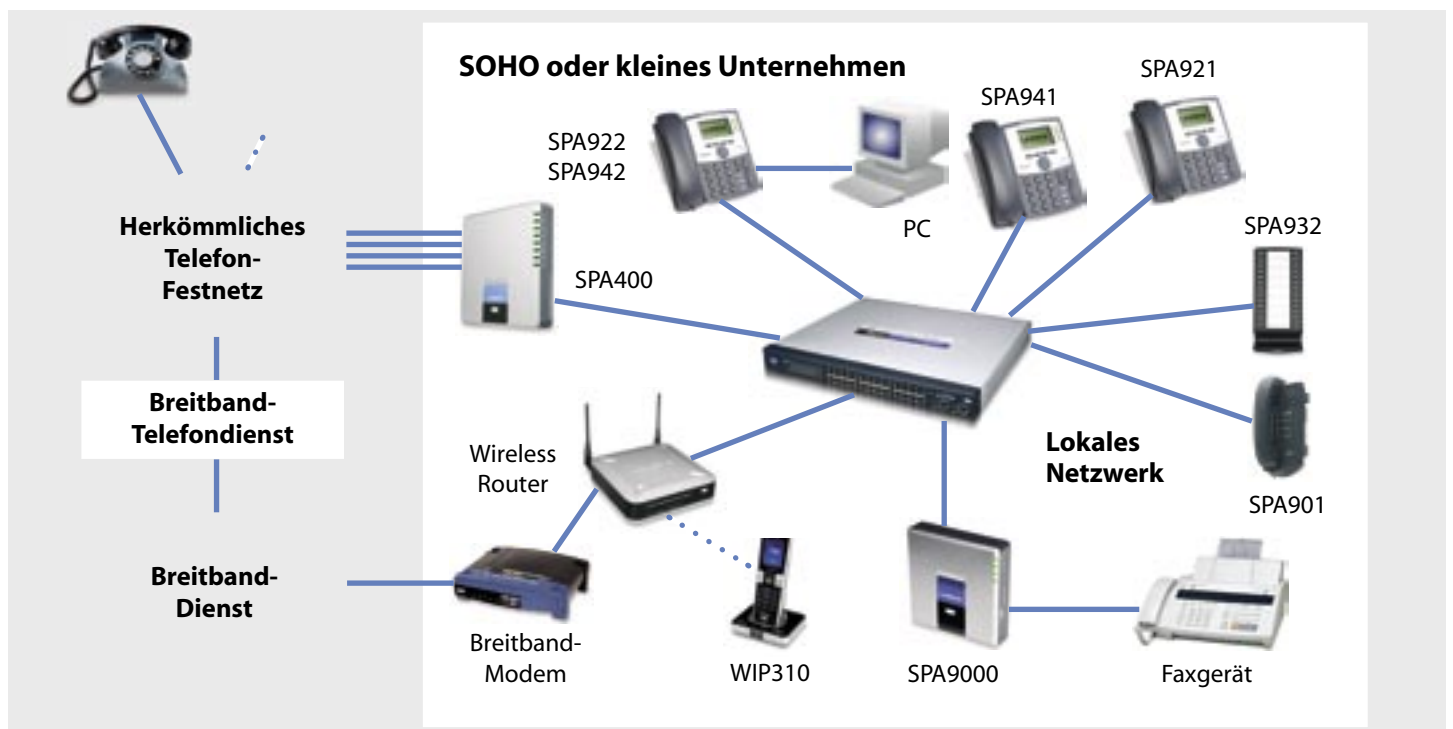 SOHO oder kleines Unternehmen
SPA921
SPA941
SPA922
SPA942
PC
SPA932
Herkömmliches
Telefon-
Festnetz
SPA400
Breitband-
Telefondienst
Wireless
Router
Lokales
Netzwerk
SPA901
Breitband-
Dienst
Breitband-
Modem
WIP310
SPA9000
Faxgerät